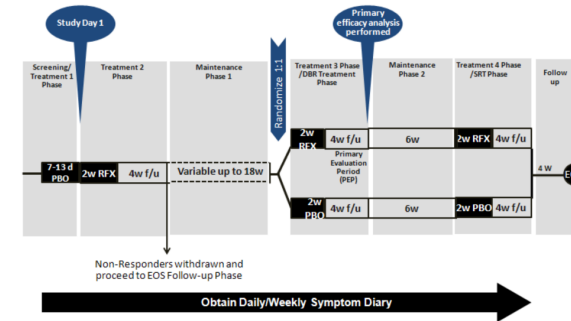 Study Day 1
Primary
efficacy analysis
performed
Randomize 1:1
Screening/
Treatment 1
Phase
Treatment 2
Phase
Maintenance
Phase 1
Treatment 3 Phase
/DBR Treatment
Phase
Maintenance
Phase 2
Treatment 4 Phase
/SRT Phase
Follow
up
7-13 d
PBO
2w RFX
4w f/u
Variable up to 18w
2w
RFX
4w f/u
6w
2w RFX
4w f/u
Primary
Evaluation
Period
(PEP)
2w
PBO
4w f/u
6w
2w PBO
4w f/u
4 W
Non-Responders withdrawn and
proceed to EOS Follow-up Phase
Obtain Daily/Weekly Symptom Diary